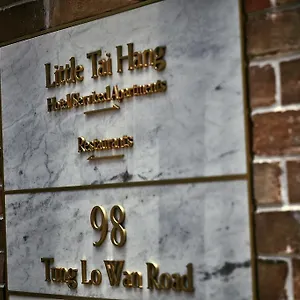 Little Tai Hang
Hotel Serviced Apartments
Restaurants
98
Tung Lo Wan Road